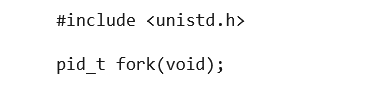 #include <unistd.h>
pid_t fork(void);